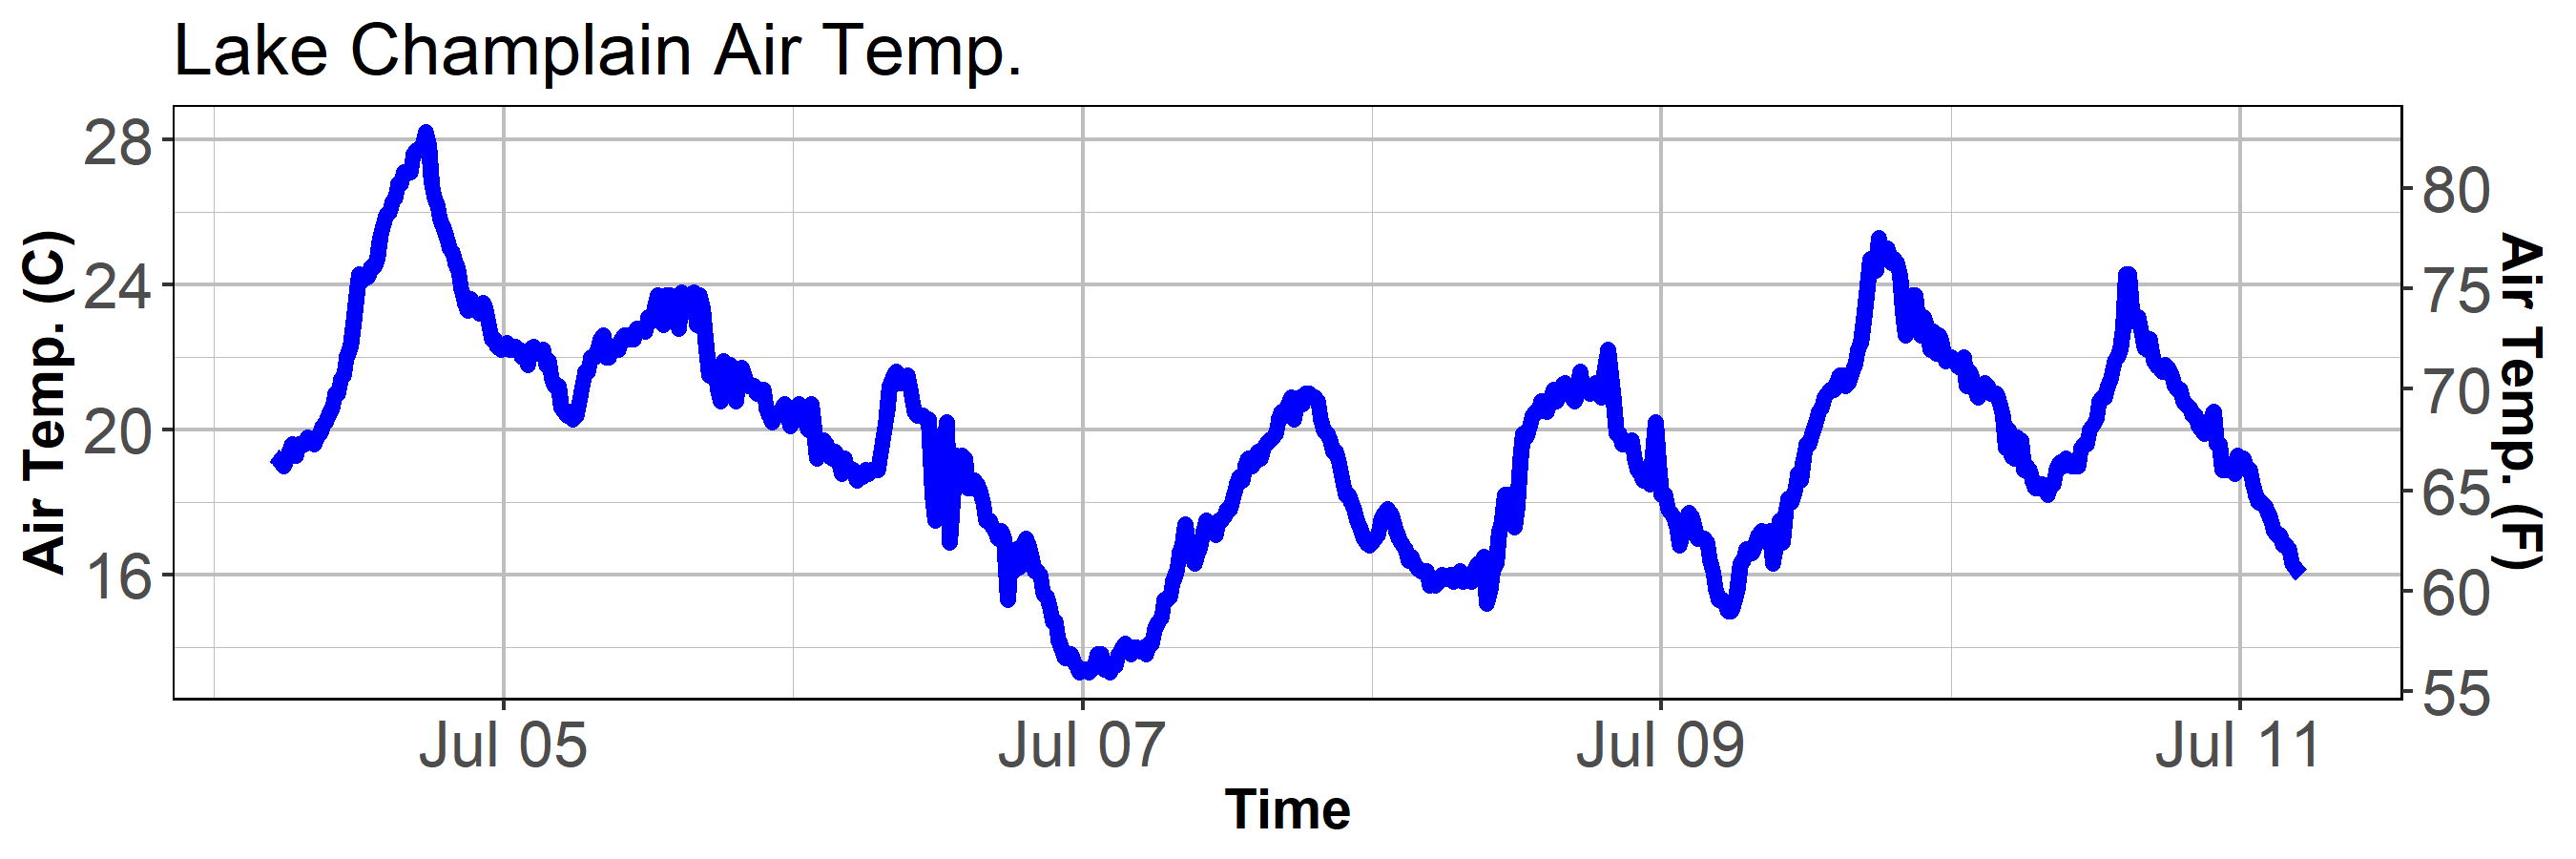 Lake Champlain Air Temp.
Air Temp. (C)
28
24
20
16
80
75
70
65
60
55
Air Temp. (F)
Jul 05
Jul 07
Jul 09
Jul 11
Time